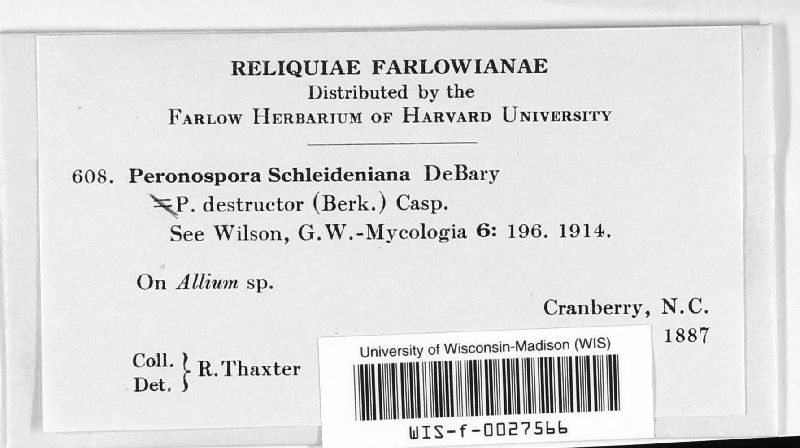 RELIQUIAE FARLOWIANAE
Distributed by the
FARLOW HERBARIUM OF HARVARD UNIVERSITY
608. Peronospora Schleideniana DeBary
=P. destructor (Berk.) Casp.
See Wilson, G.W.-Mycologia 6: 196. 1914.
On Allium sp.
Cranberry, N.C.
1887
Coll. } R. Thaxter
Det.
University of Wisconsin-Madison (WIS)
WIS-f-0027566